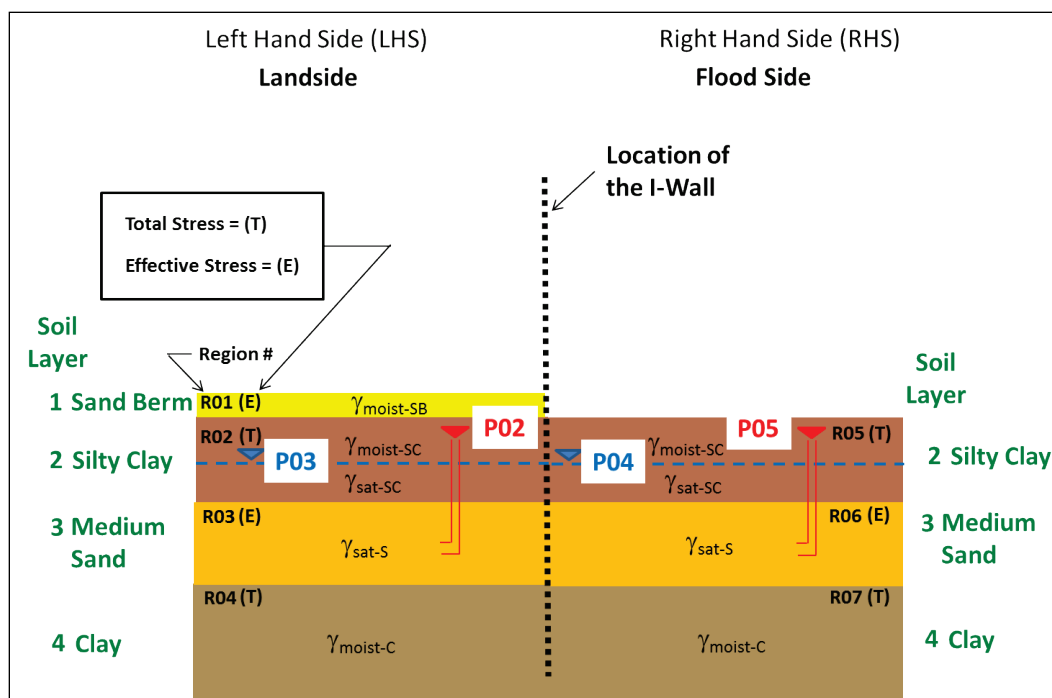 Left Hand Side (LHS)
Landside
Right Hand Side (RHS)
Flood Side
Location of
the I-Wall
Total Stress = (T)
Effective Stress = (E)
Soil
Layer
Region #
Soil
Layer
1 Sand Berm
R01 (E)
γmoist-SB
R02 (T)
P02
P05
R05 (T)
γmoist-SC
γmoist-SC
2 Silty Clay
P03
P04
2 Silty Clay
γsat-SC
γsat-SC
3 Medium
Sand
R03 (E)
R06 (E)
3 Medium
Sand
γsat-S
γsat-S
R04 (T)
R07 (T)
4 Clay
γmoist-C
γmoist-C
4 Clay